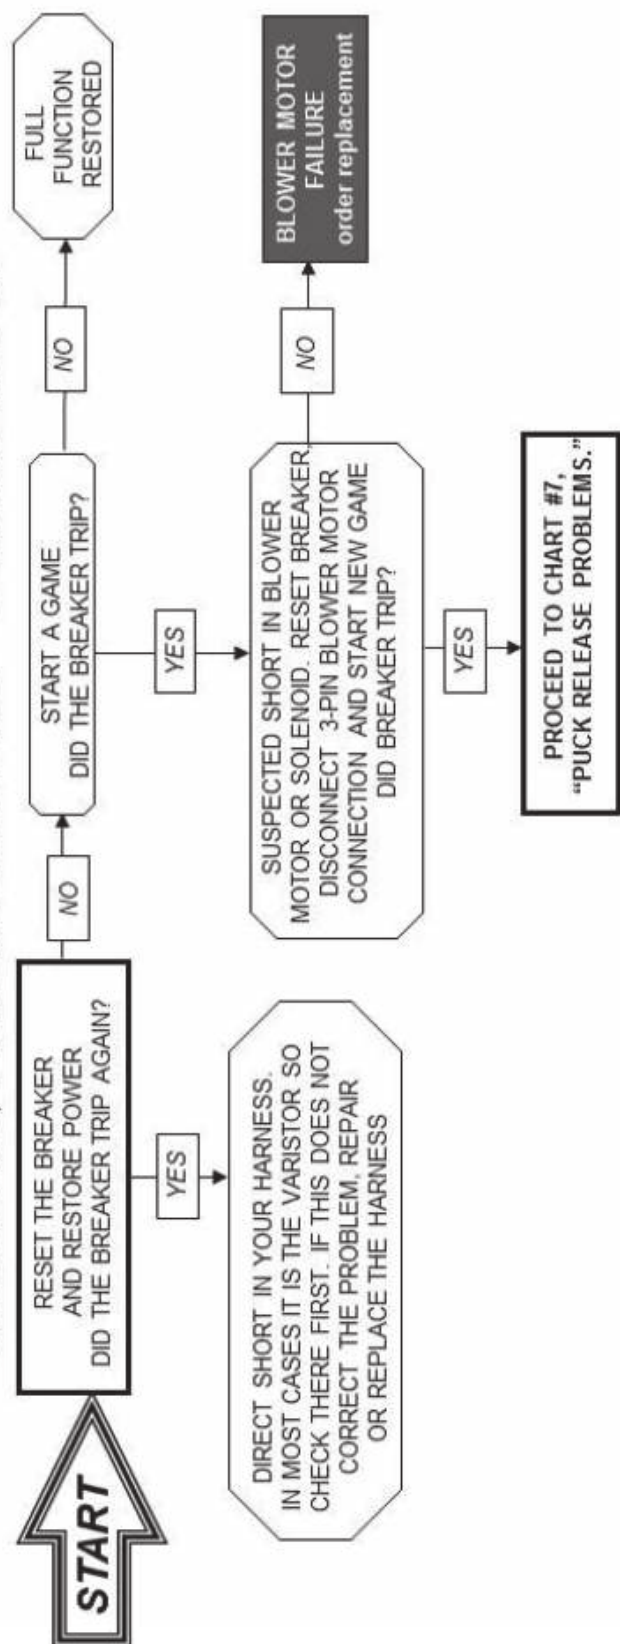 START
RESET THE BREAKER
AND RESTORE POWER
DID THE BREAKER TRIP AGAIN?
NO
START A GAME
DID THE BREAKER TRIP?
NO
FULL
FUNCTION
RESTORED
YES
DIRECT SHORT IN YOUR HARNESS.
IN MOST CASES IT IS THE VARISTOR SO
CHECK THERE FIRST. IF THIS DOES NOT
CORRECT THE PROBLEM, REPAIR
OR REPLACE THE HARNESS
YES
SUSPECTED SHORT IN BLOWER
MOTOR OR SOLENOID. RESET BREAKER,
DISCONNECT 3-PIN BLOWER MOTOR
CONNECTION AND START NEW GAME
DID BREAKER TRIP?
NO
BLOWER MOTOR
FAILURE
order replacement
YES
PROCEED TO CHART #7,
“PUCK RELEASE PROBLEMS.”